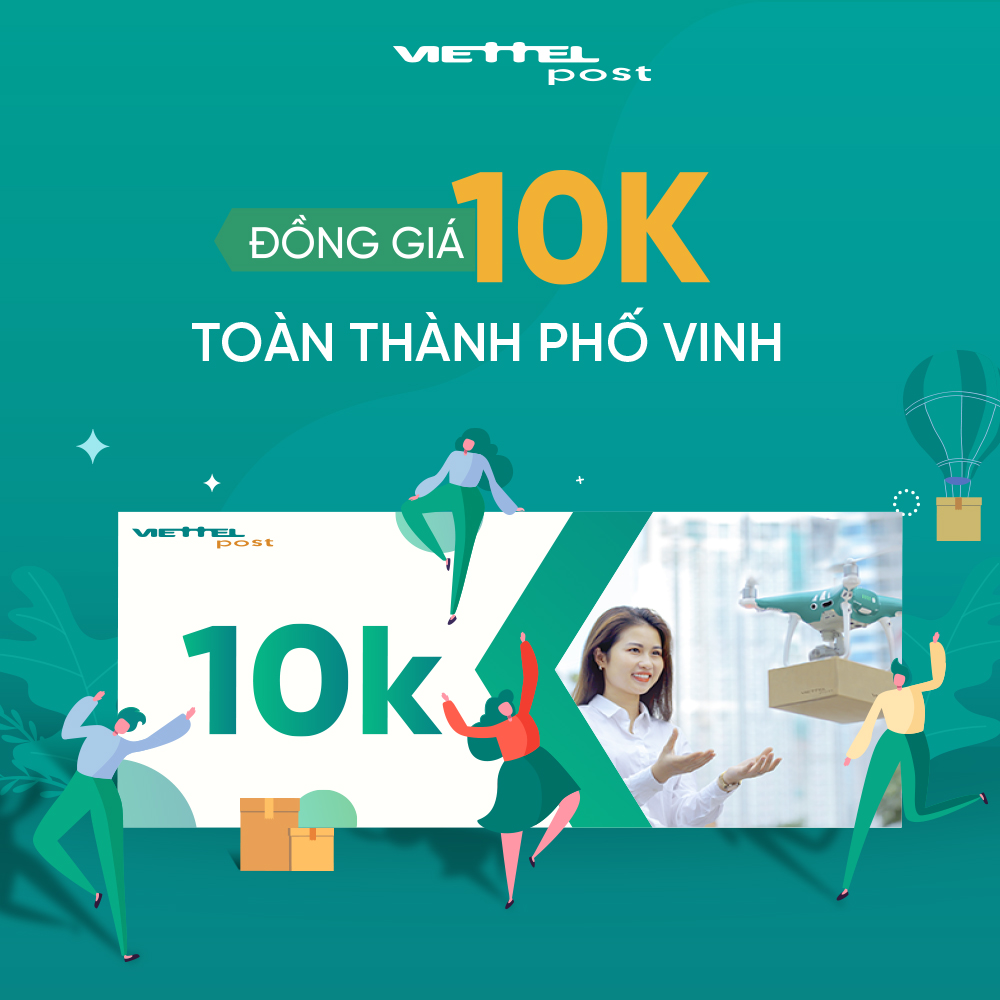 VIETTEL
post
ĐỒNG GIÁ 10K
TOÀN THÀNH PHỐ VINH
VIETTEL
post
10k